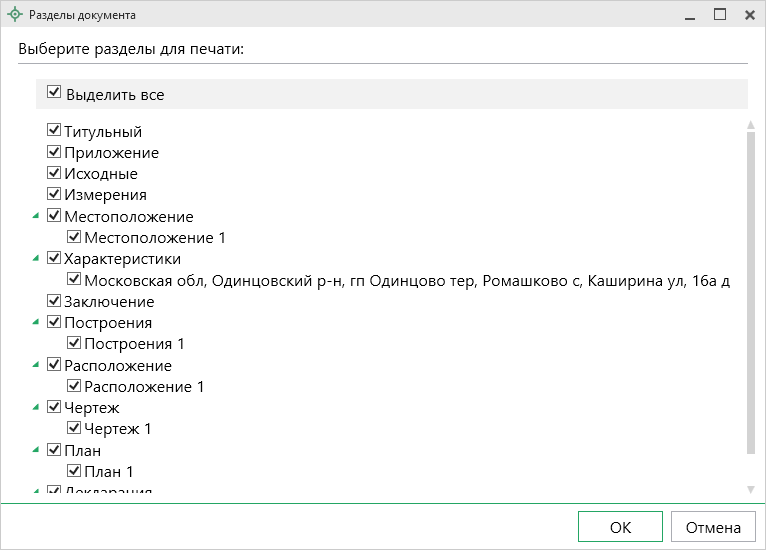 Разделы документа
Выберите разделы для печати:
Выделить все
Титульный
Приложение
Исходные
Измерения
Местоположение
Местоположение 1
Характеристики
Московская обл, Одинцовский р-н, гп Одинцово тер, Ромашково с, Каширина ул, 16а д
Заключение
Построения
Построения 1
Расположение
Расположение 1
Чертеж
Чертеж 1
План
План 1
Декларация
ОК
Отмена